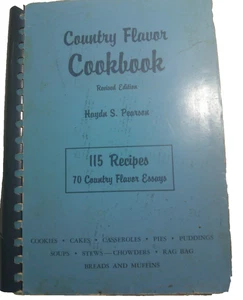 Country Flavor
Cookbook
Revised Edition
Haydn S. Pearson
115 Recipes
70 Country Flavor Essays
COOKIES • CAKES • CASSEROLES • PIES • PUDDINGS
SOUPS • STEWS—CHOWDERS • RAG BAG
BREADS AND MUFFINS